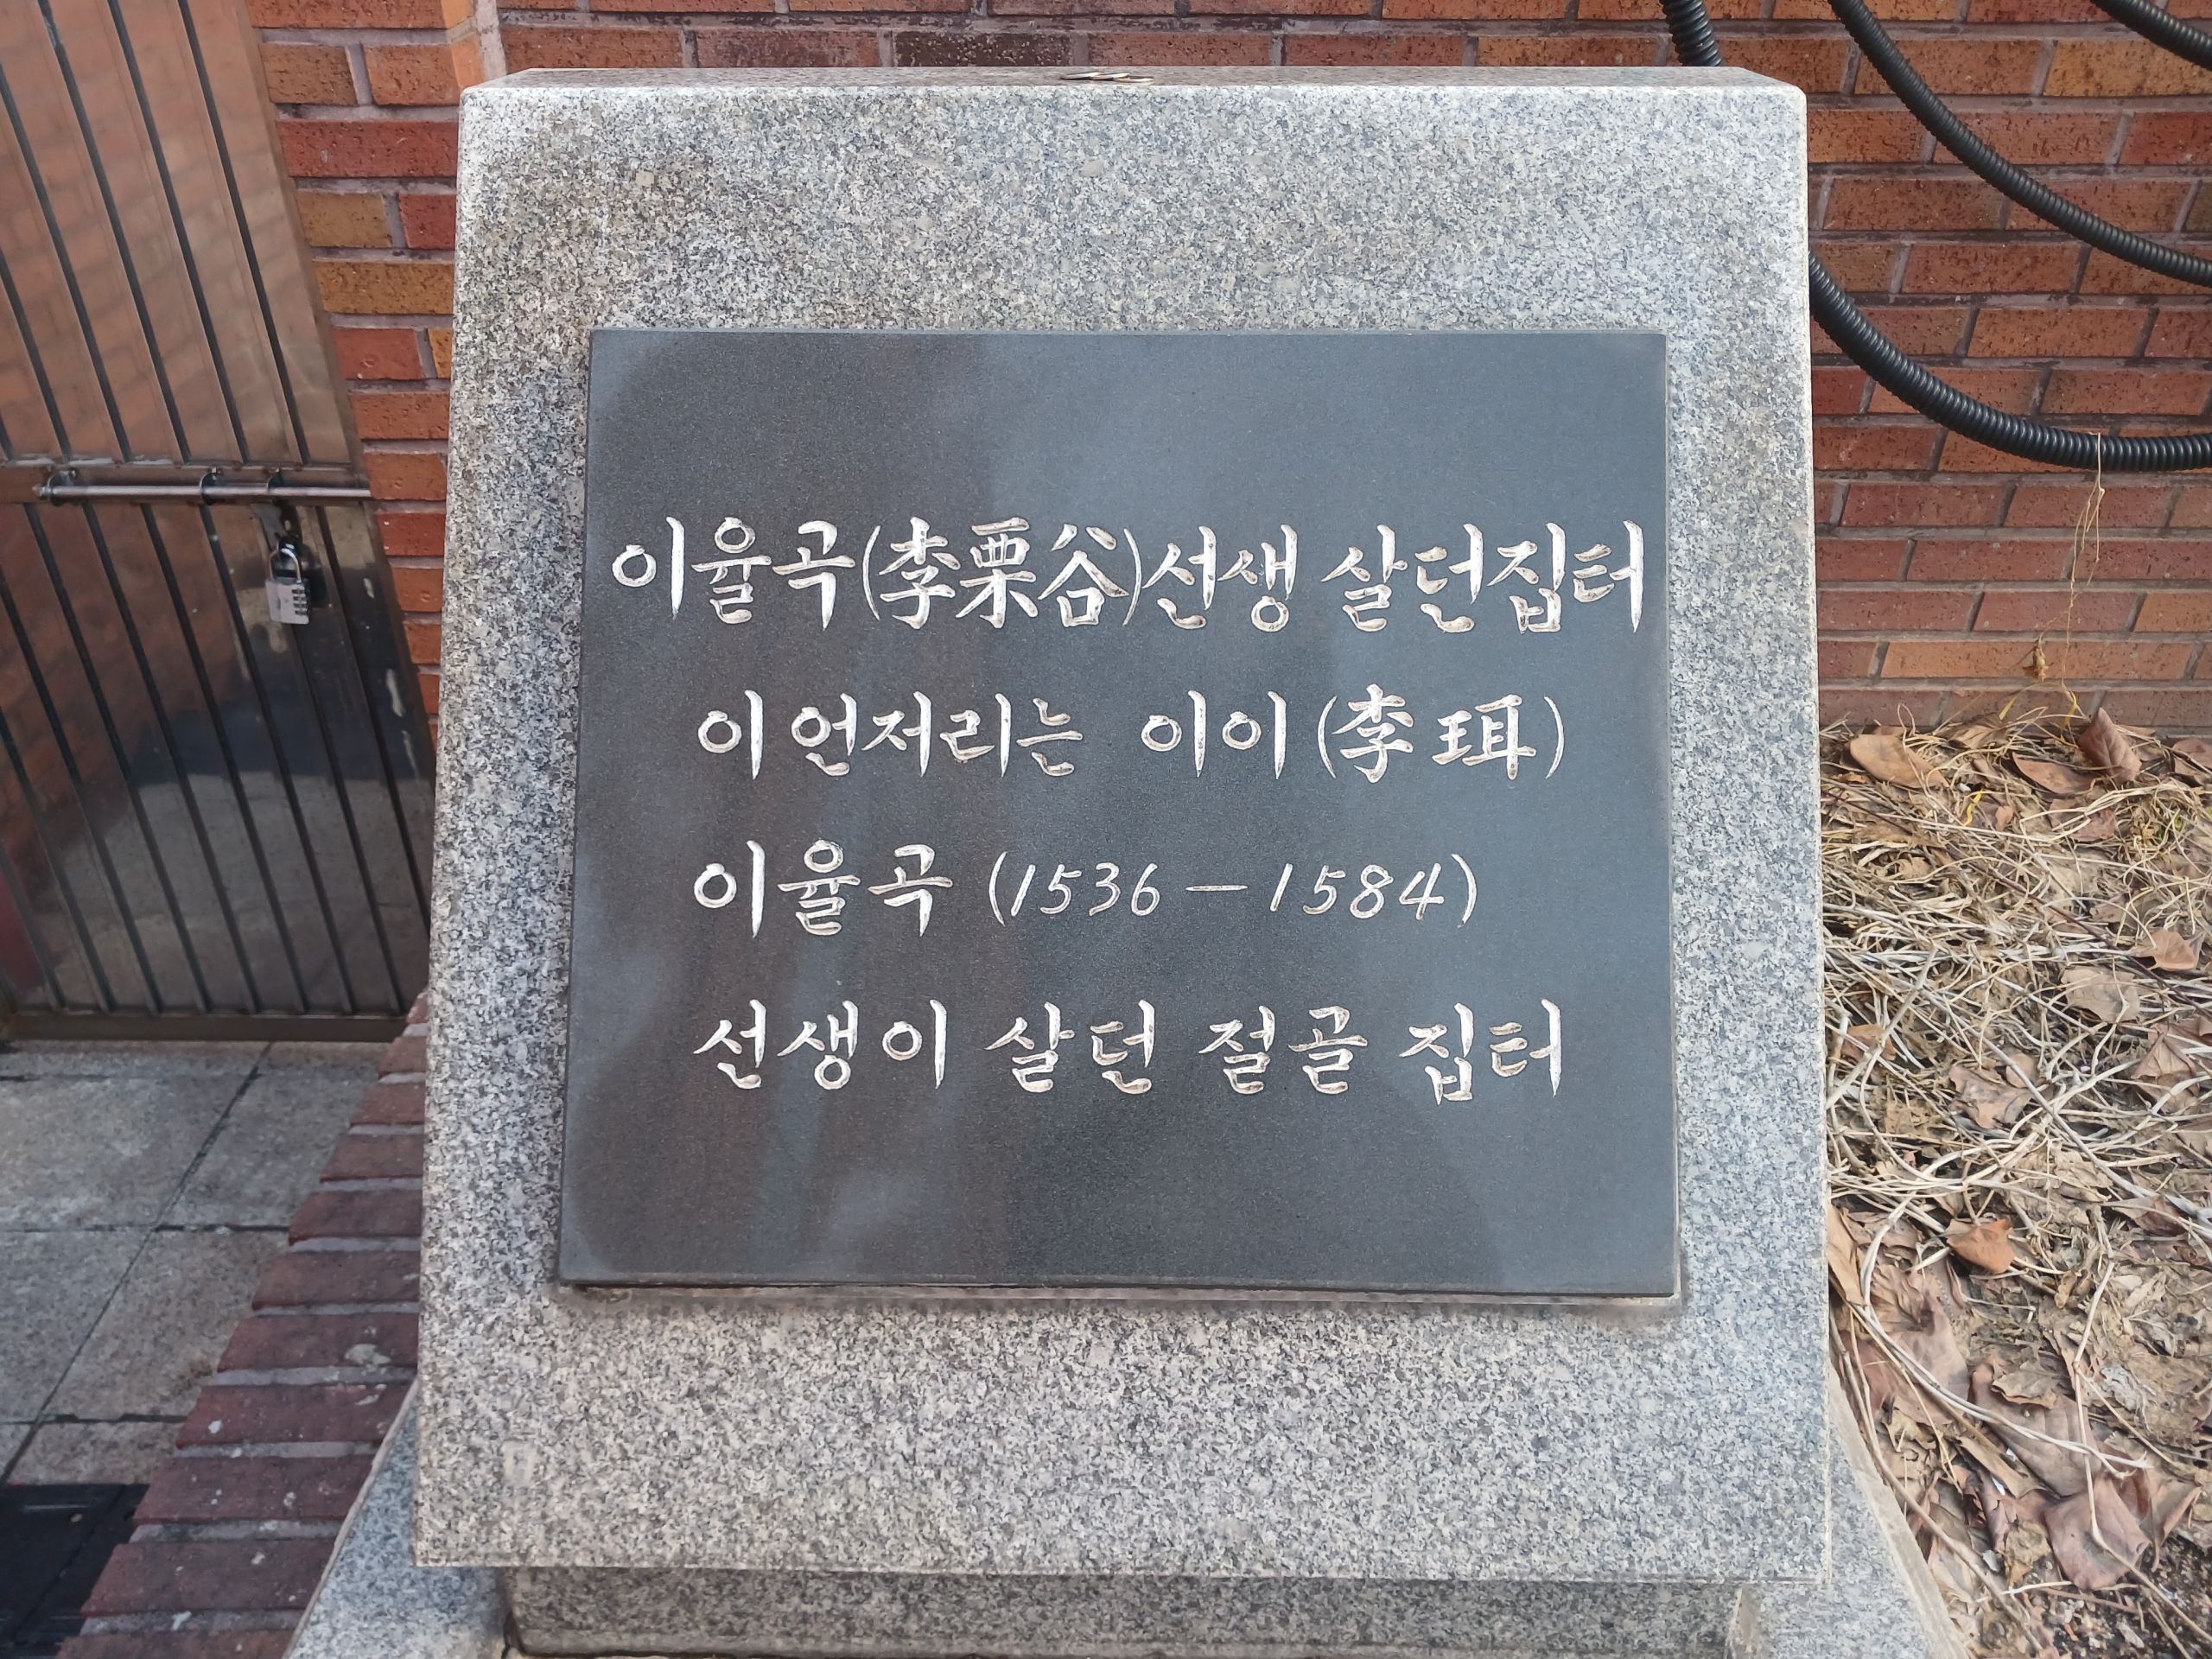 이율곡(李栗谷)선생 살던집터
이 언저리는 이이 (李珥)
이율곡 (1536 — 1584)
선생이 살던 절골 집터